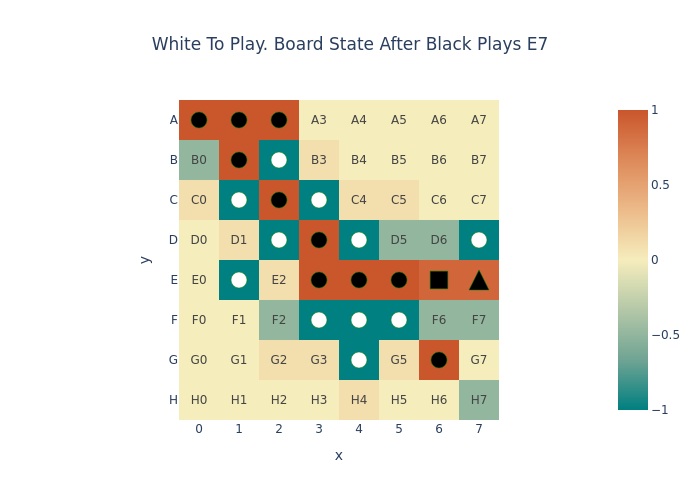 White To Play. Board State After Black Plays E7
A A3 A4 A5 A6 A7
B B0 B3 B4 B5 B6 B7
C C0 C4 C5 C6 C7
D D0 D1 D5 D6
E E0 E2
F F0 F1 F2 F6 F7
G G0 G1 G2 G3 G5 G7
H H0 H1 H2 H3 H4 H5 H6 H7
0 1 2 3 4 5 6 7
x
y
1
0.5
0
−0.5
−1